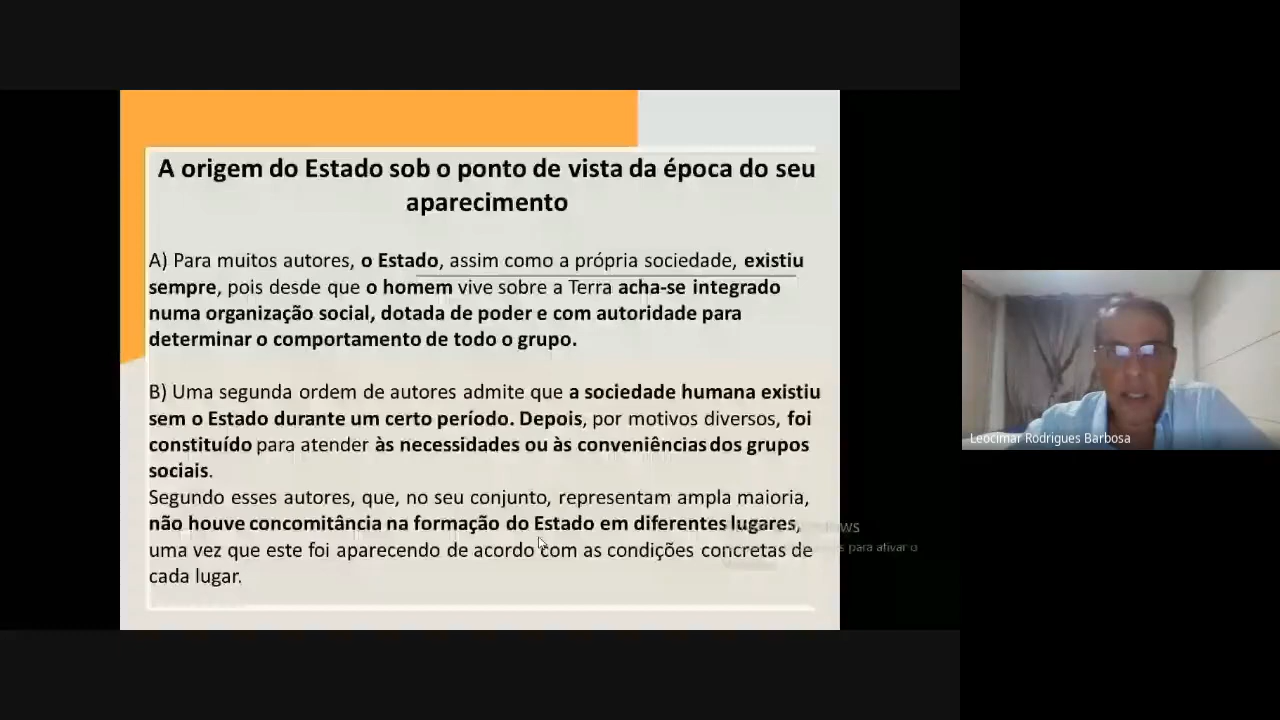 A origem do Estado sob o ponto de vista da época do seu
aparecimento
A) Para muitos autores, o Estado, assim como a própria sociedade, existiu
sempre, pois desde que o homem vive sobre a Terra acha-se integrado
numa organização social, dotada de poder e com autoridade para
determinar o comportamento de todo o grupo.
B) Uma segunda ordem de autores admite que a sociedade humana existiu
sem o Estado durante um certo período. Depois, por motivos diversos, foi
constituído para atender às necessidades ou às conveniências dos grupos
sociais.
Segundo esses autores, que, no seu conjunto, representam ampla maioria,
não houve concomitância na formação do Estado em diferentes lugares,
uma vez que este foi aparecendo de acordo com as condições concretas de
cada lugar.
para ativar o
Leocimar Rodrigues Barbosa